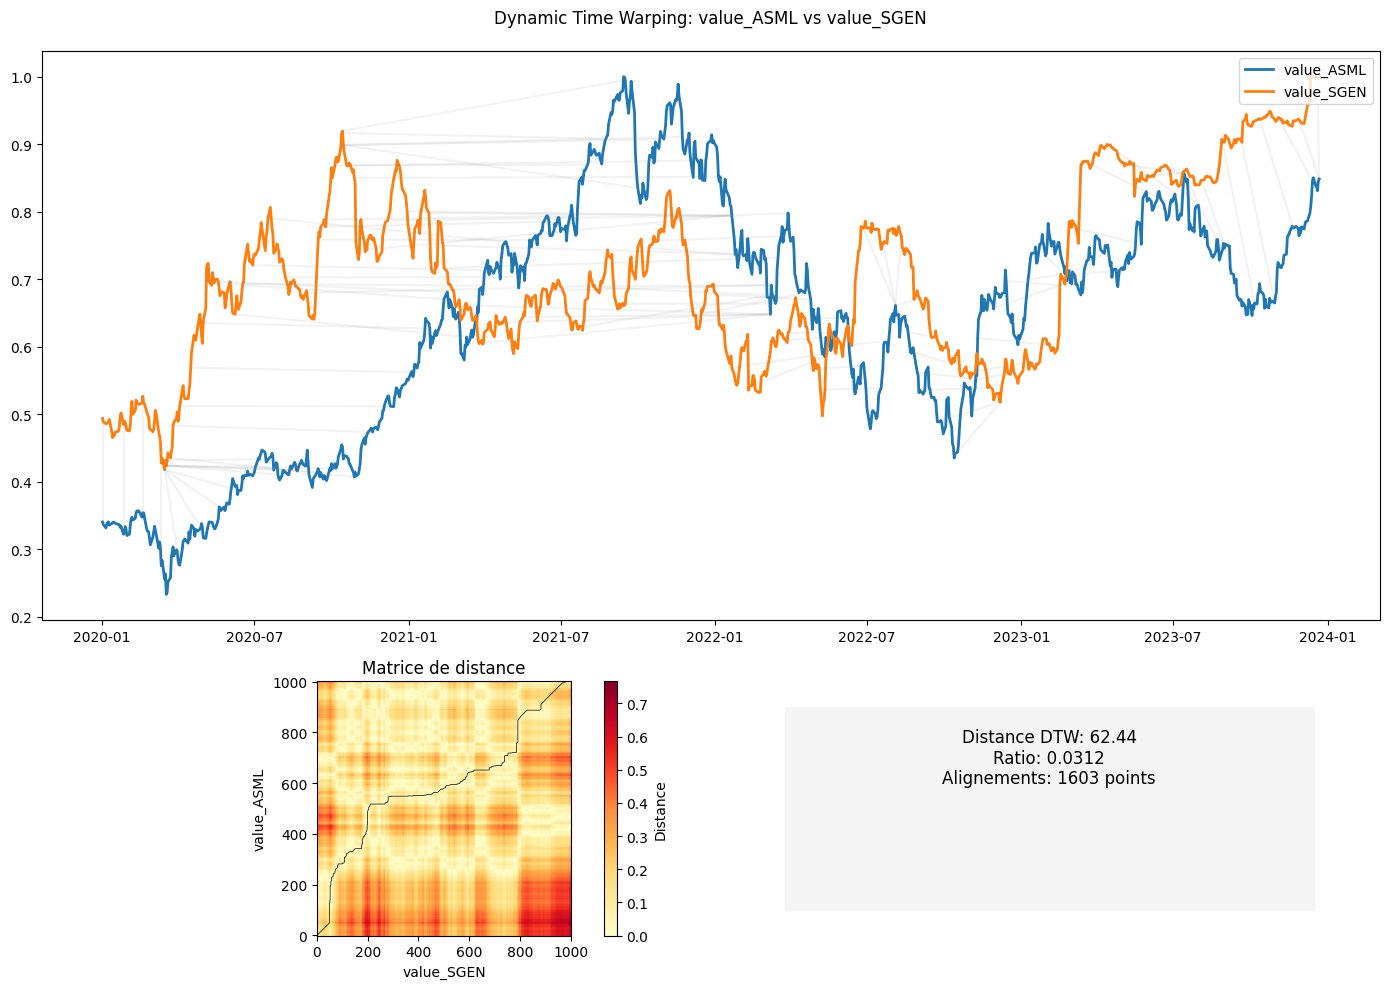 Dynamic Time Warping: value_ASML vs value_SGEN
value_ASML
value_SGEN
1.0
0.9
0.8
0.7
0.6
0.5
0.4
0.3
0.2
2020-01 2020-07 2021-01 2021-07 2022-01 2022-07 2023-01 2023-07 2024-01
Matrice de distance
value_ASML
1000
800
600
400
200
0
0 200 400 600 800 1000
value_SGEN
0.7
0.6
0.5
0.4
0.3
0.2
0.1
0.0
Distance
Distance DTW: 62.44
Ratio: 0.0312
Alignements: 1603 points